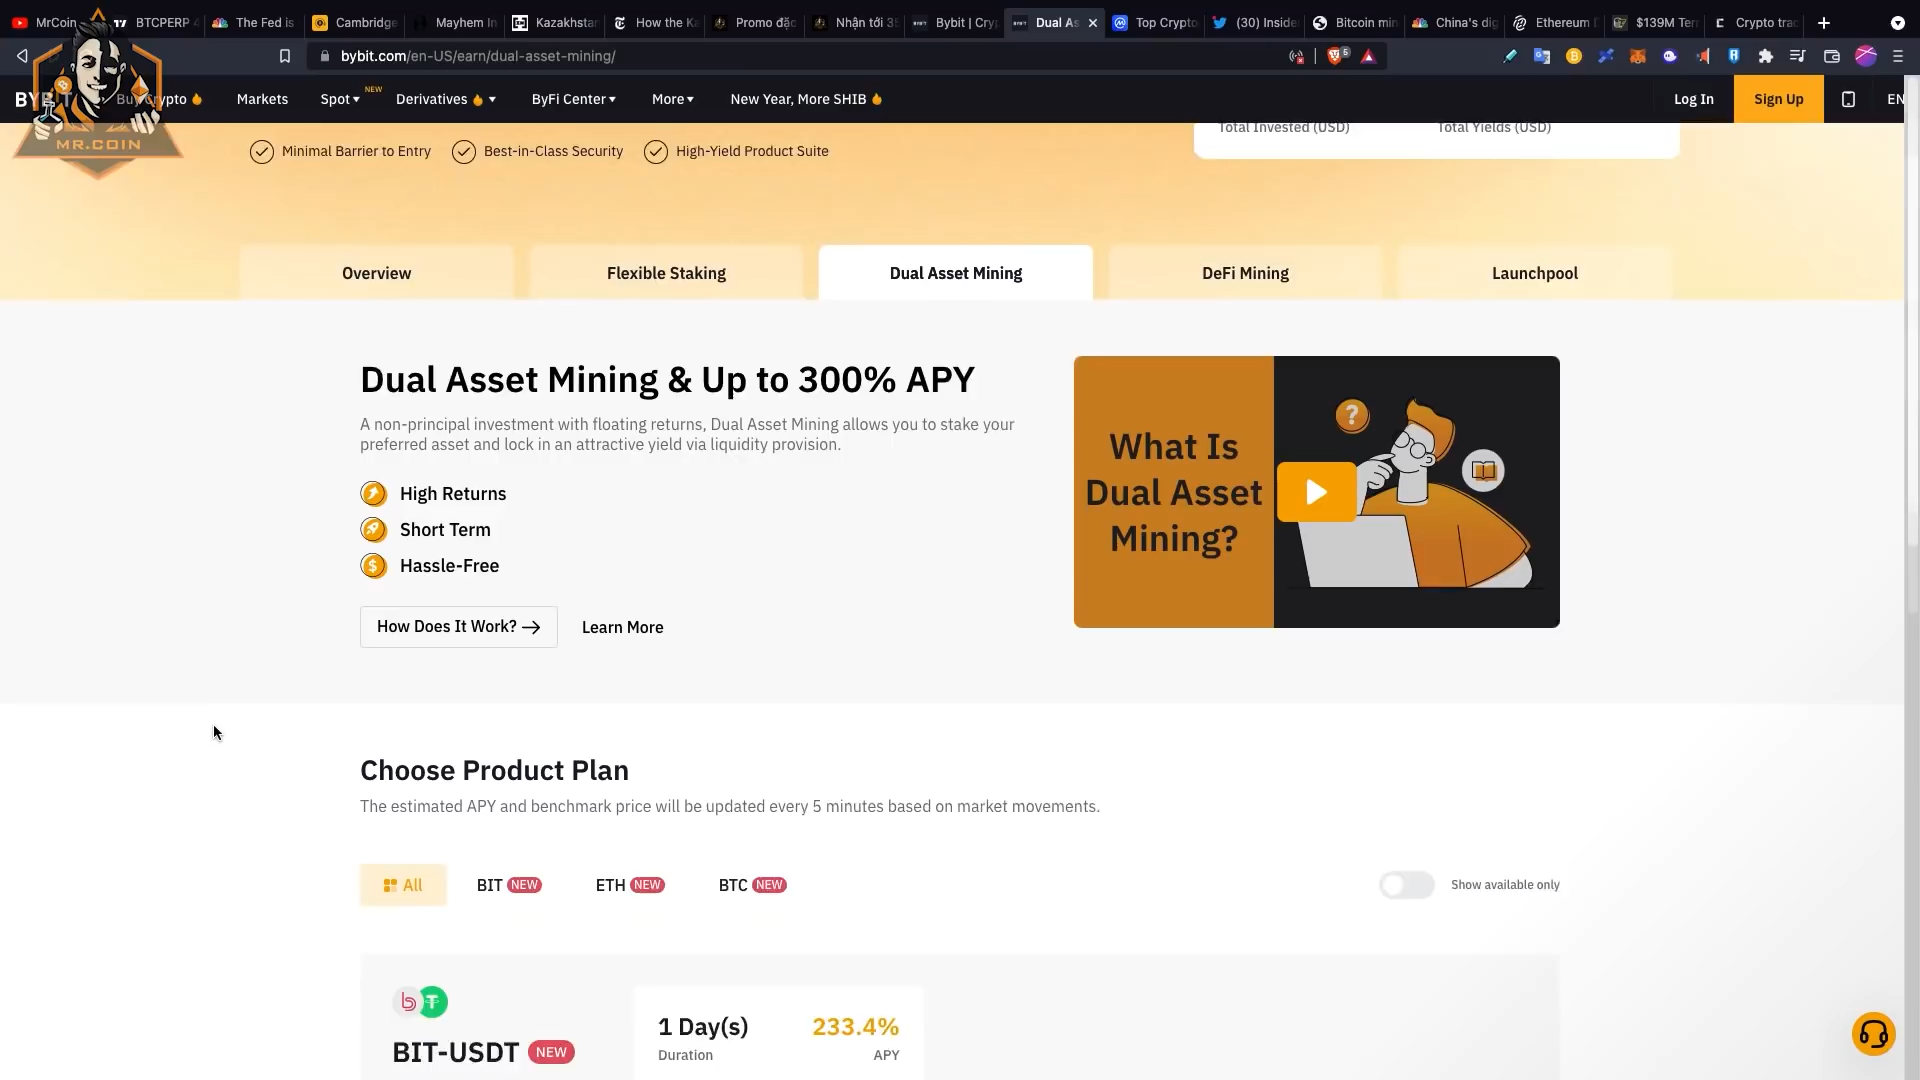 MrCoin
BTCPERP
The Fed is
Cambridge
Mayhem In
Kazakhstan
How the Ka
Promo đặc
Nhận tới 3
Bybit | Cryp
Dual As
Top Crypto
(30) Inside
Bitcoin min
China's dig
Ethereum
$139M Ter
Crypto trac
bybit.com/en-US/earn/dual-asset-mining/
5
Buy Crypto
Markets
Spot
NEW
Derivatives
ByFi Center
More
New Year, More SHIB
Log In
Sign Up
EN
MR.COIN
Minimal Barrier to Entry
Best-in-Class Security
High-Yield Product Suite
Total Invested (USD)
Total Yields (USD)
Overview
Flexible Staking
Dual Asset Mining
DeFi Mining
Launchpool
Dual Asset Mining & Up to 300% APY
A non-principal investment with floating returns, Dual Asset Mining allows you to stake your
preferred asset and lock in an attractive yield via liquidity provision.
High Returns
Short Term
Hassle-Free
How Does It Work?
Learn More
What Is
Dual Asset
Mining?
Choose Product Plan
The estimated APY and benchmark price will be updated every 5 minutes based on market movements.
All
BIT NEW
ETH NEW
BTC NEW
Show available only
1 Day(s)
233.4%
Duration
APY
BIT-USDT NEW